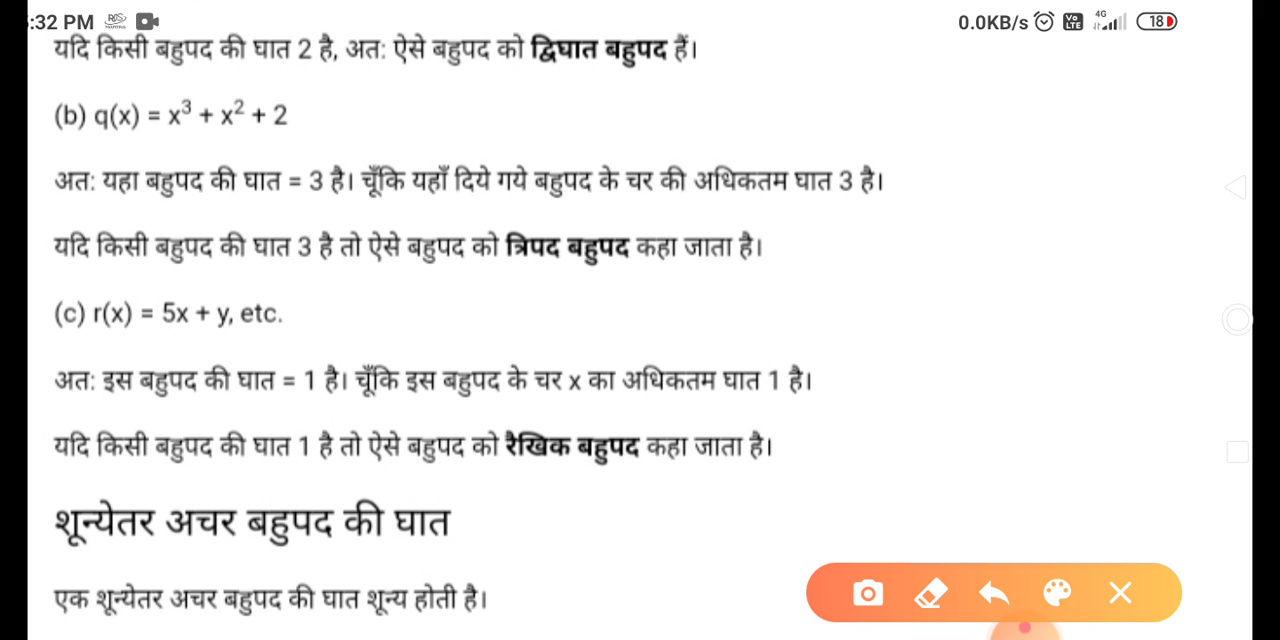 :32 PM
0.0KB/s Vo LTE 4G 18
यदि किसी बहुपद की घात 2 है, अत: ऐसे बहुपद को द्विघात बहुपद हैं।
(b) q(x) = x³ + x² + 2
अत: यहा बहुपद की घात = 3 है। चूँकि यहाँ दिये गये बहुपद के चर की अधिकतम घात 3 है।
यदि किसी बहुपद की घात 3 है तो ऐसे बहुपद को त्रिपद बहुपद कहा जाता है।
(c) r(x) = 5x + y, etc.
अत: इस बहुपद की घात = 1 है। चूँकि इस बहुपद के चर x का अधिकतम घात 1 है।
यदि किसी बहुपद की घात 1 है तो ऐसे बहुपद को रैखिक बहुपद कहा जाता है।
शून्येतर अचर बहुपद की घात
एक शून्येतर अचर बहुपद की घात शून्य होती है।